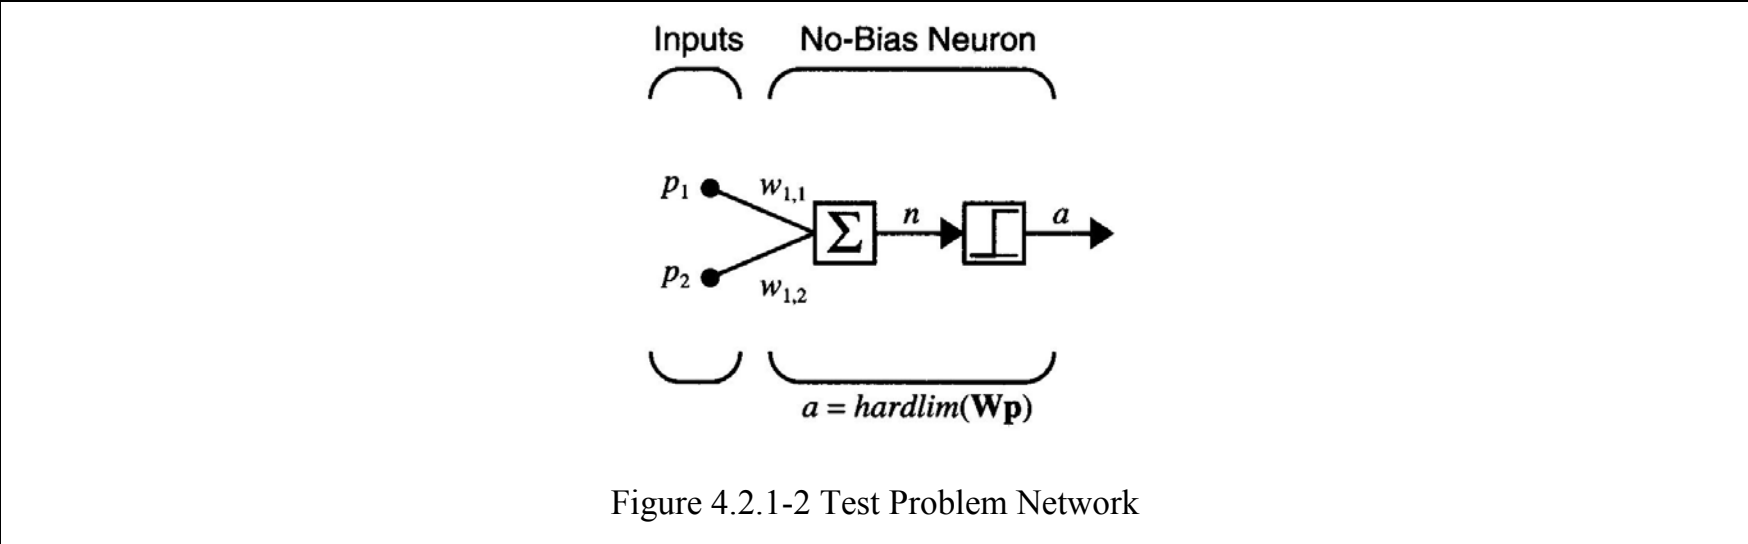 Inputs No-Bias Neuron
p1 w1,1
Σ n a
p2 w1,2
a = hardlim(Wp)
Figure 4.2.1-2 Test Problem Network